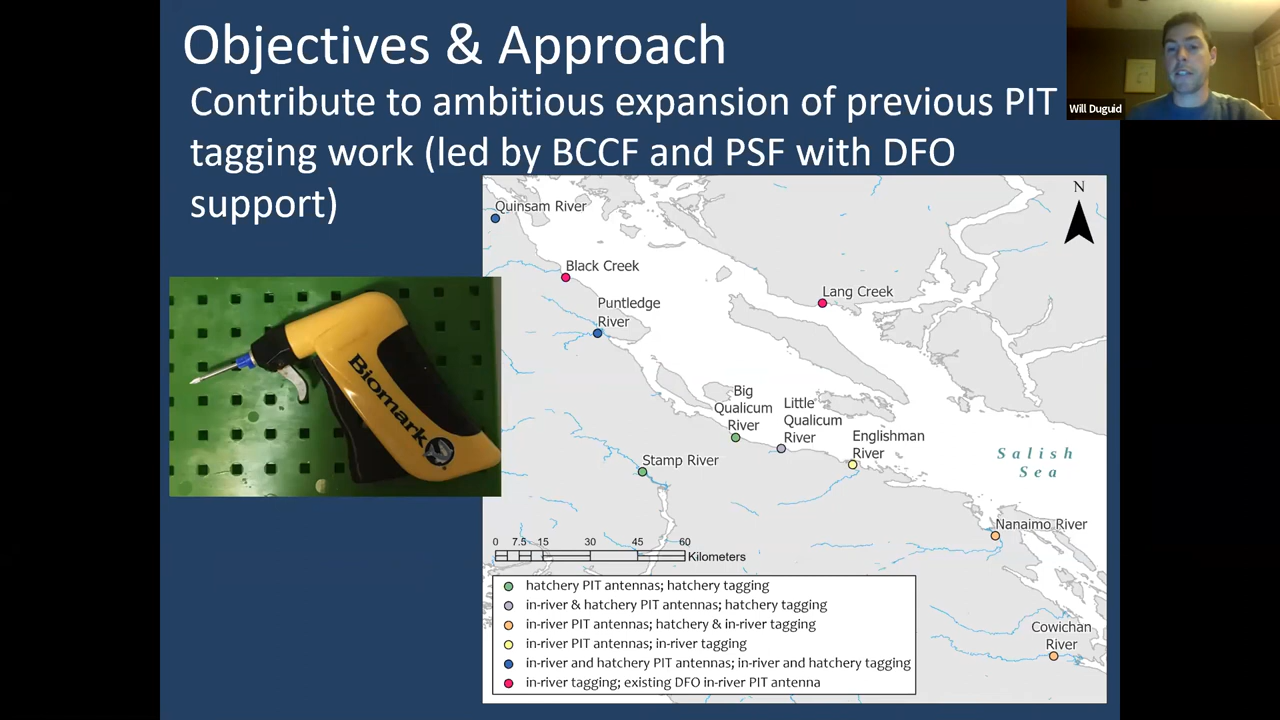 Objectives & Approach
Contribute to ambitious expansion of previous PIT
tagging work (led by BCCF and PSF with DFO
support)
Will Duguid
Biomark
N
Quinsam River
Black Creek
Puntledge
River
Lang Creek
Big
Qualicum
River
Little
Qualicum
River
Englishman
River
Stamp River
Salish
Sea
Nanaimo River
Cowichan
River
0 7.5 15 30 45 60
Kilometers
hatchery PIT antennas; hatchery tagging
in-river & hatchery PIT antennas; hatchery tagging
in-river PIT antennas; hatchery & in-river tagging
in-river PIT antennas; in-river tagging
in-river and hatchery PIT antennas; in-river and hatchery tagging
in-river tagging; existing DFO in-river PIT antenna